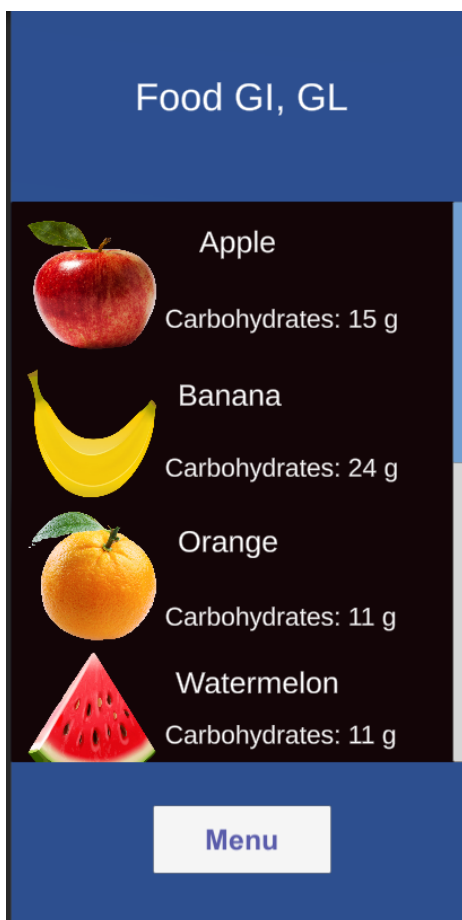 Food GI, GL
Apple
Carbohydrates: 15 g
Banana
Carbohydrates: 24 g
Orange
Carbohydrates: 11 g
Watermelon
Carbohydrates: 11 g
Menu